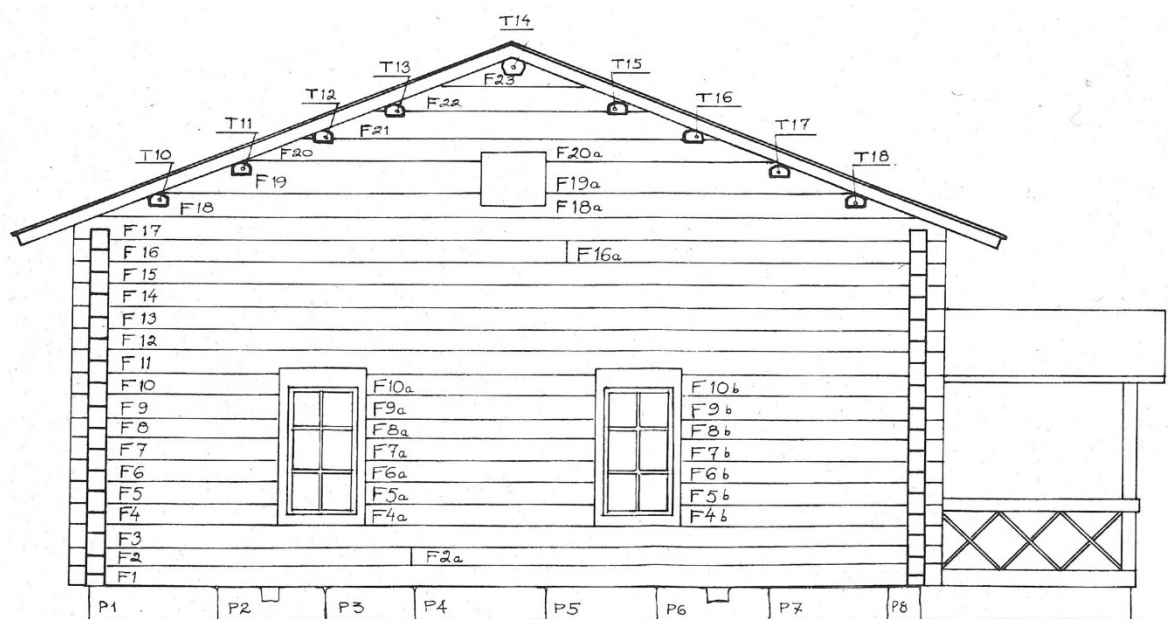 T14
T13 T15
F23
T12 F22 T16
T11 F21 T17
T10 F20 F20a T18
F19 F19a
F18 F18a
F17
F16 F16a
F15
F14
F13
F12
F11
F10 F10a F10b
F9 F9a F9b
F8 F8a F8b
F7 F7a F7b
F6 F6a F6b
F5 F5a F5b
F4 F4a F4b
F3
F2 F2a
F1
P1 P2 P3 P4 P5 P6 P7 P8